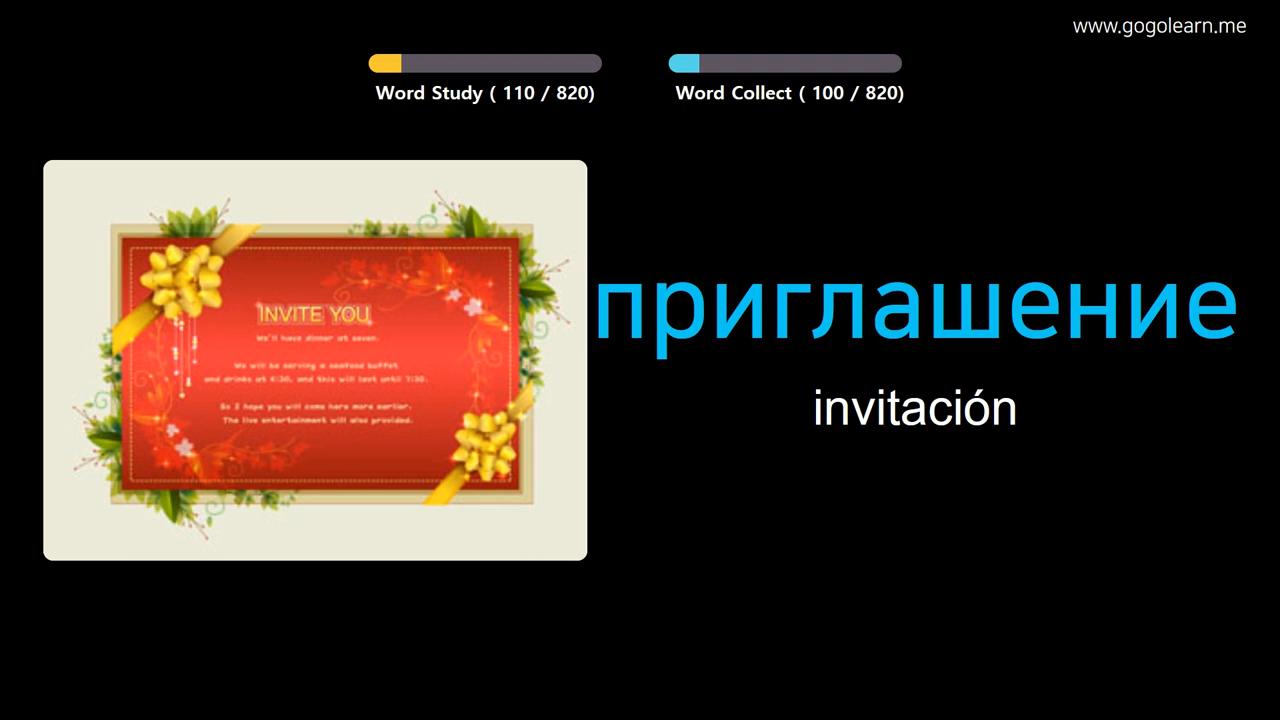 www.gogolearn.me
Word Study ( 110 / 820)
Word Collect ( 100 / 820)
INVITE YOU
We'll have dinner at seven.
We will be serving a seafood buffet
and drinks at 6:30, and this will last until 7:30.
So I hope you will come here more earlier.
The live entertainment will also provided.
приглашение
invitación